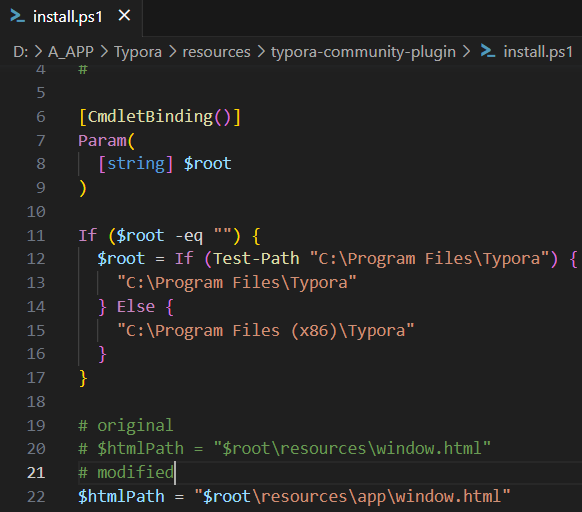 install.ps1
D: > A_APP > Typora > resources > typora-community-plugin > install.ps1
4 #
5
6 [CmdletBinding()]
7 Param(
8 [string] $root
9 )
10
11 If ($root -eq "") {
12 $root = If (Test-Path "C:\Program Files\Typora") {
13 "C:\Program Files\Typora"
14 } Else {
15 "C:\Program Files (x86)\Typora"
16 }
17 }
18
19 # original
20 # $htmlPath = "$root\resources\window.html"
21 # modified
22 $htmlPath = "$root\resources\app\window.html"